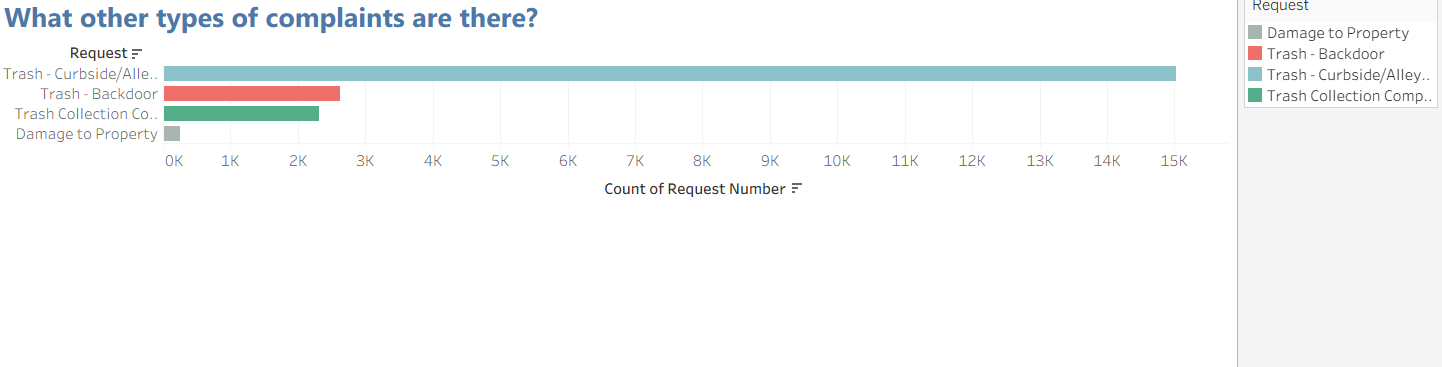 What other types of complaints are there?
Request
Trash - Curbside/Alle..
Trash - Backdoor
Trash Collection Co..
Damage to Property
0K 1K 2K 3K 4K 5K 6K 7K 8K 9K 10K 11K 12K 13K 14K 15K
Count of Request Number
Request
Damage to Property
Trash - Backdoor
Trash - Curbside/Alley..
Trash Collection Comp..